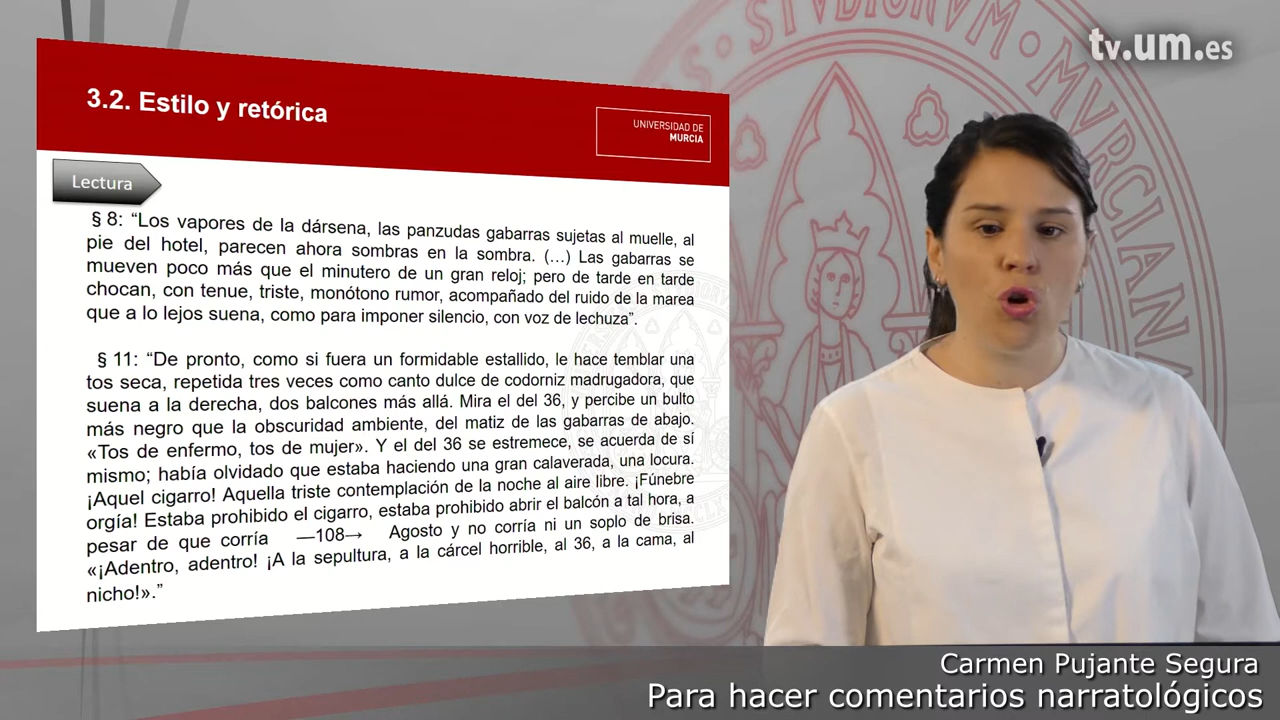 tv.um.es
3.2. Estilo y retórica
UNIVERSIDAD DE
MURCIA
Lectura
§ 8: “Los vapores de la dársena, las panzudas gabarras sujetas al muelle, al
pie del hotel, parecen ahora sombras en la sombra. (…) Las gabarras se
mueven poco más que el minutero de un gran reloj; pero de tarde en tarde
chocan, con tenue, triste, monótono rumor, acompañado del ruido de la marea
que a lo lejos suena, como para imponer silencio, con voz de lechuza”.
§ 11: “De pronto, como si fuera un formidable estallido, le hace temblar una
tos seca, repetida tres veces como canto dulce de codorniz madrugadora, que
suena a la derecha, dos balcones más allá. Mira el del 36, y percibe un bulto
más negro que la obscuridad ambiente, del matiz de las gabarras de abajo.
«Tos de enfermo, tos de mujer». Y el del 36 se estremece, se acuerda de sí
mismo; había olvidado que estaba haciendo una gran calaverada, una locura.
¡Aquel cigarro! Aquella triste contemplación de la noche al aire libre. ¡Fúnebre
orgía! Estaba prohibido el cigarro, estaba prohibido abrir el balcón a tal hora, a
pesar de que corría —108→ Agosto y no corría ni un soplo de brisa.
«¡Adentro, adentro! ¡A la sepultura, a la cárcel horrible, al 36, a la cama, al
nicho!».”
Carmen Pujante Segura
Para hacer comentarios narratológicos